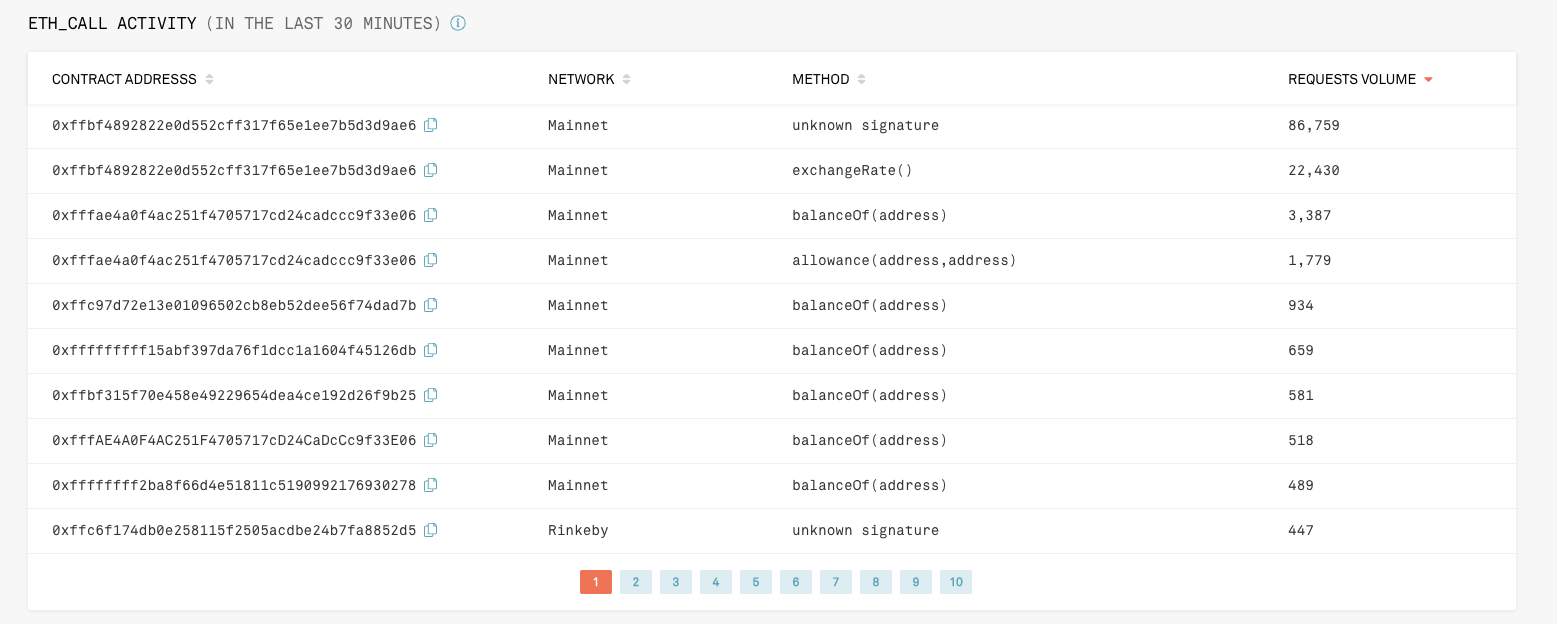 ETH_CALL ACTIVITY (IN THE LAST 30 MINUTES)
CONTRACT ADDRESSS NETWORK METHOD REQUESTS VOLUME
0xffbf4892822e0d552cff317f65e1ee7b5d3d9ae6 Mainnet unknown signature 86,759
0xffbf4892822e0d552cff317f65e1ee7b5d3d9ae6 Mainnet exchangeRate() 22,430
0xfffae4a0f4ac251f4705717cd24cadccc9f33e06 Mainnet balanceOf(address) 3,387
0xfffae4a0f4ac251f4705717cd24cadccc9f33e06 Mainnet allowance(address,address) 1,779
0xffc97d72e13e01096502cb8eb52dee56f74dad7b Mainnet balanceOf(address) 934
0xfffffffff15abf397da76f1dcc1a1604f45126db Mainnet balanceOf(address) 659
0xffbf315f70e458e49229654dea4ce192d26f9b25 Mainnet balanceOf(address) 581
0xfffAE4A0F4AC251F4705717cD24CaDcCc9f33E06 Mainnet balanceOf(address) 518
0xffffffff2ba8f66d4e51811c5190992176930278 Mainnet balanceOf(address) 489
0xffc6f174db0e258115f2505acdbe24b7fa8852d5 Rinkeby unknown signature 447
1 2 3 4 5 6 7 8 9 10